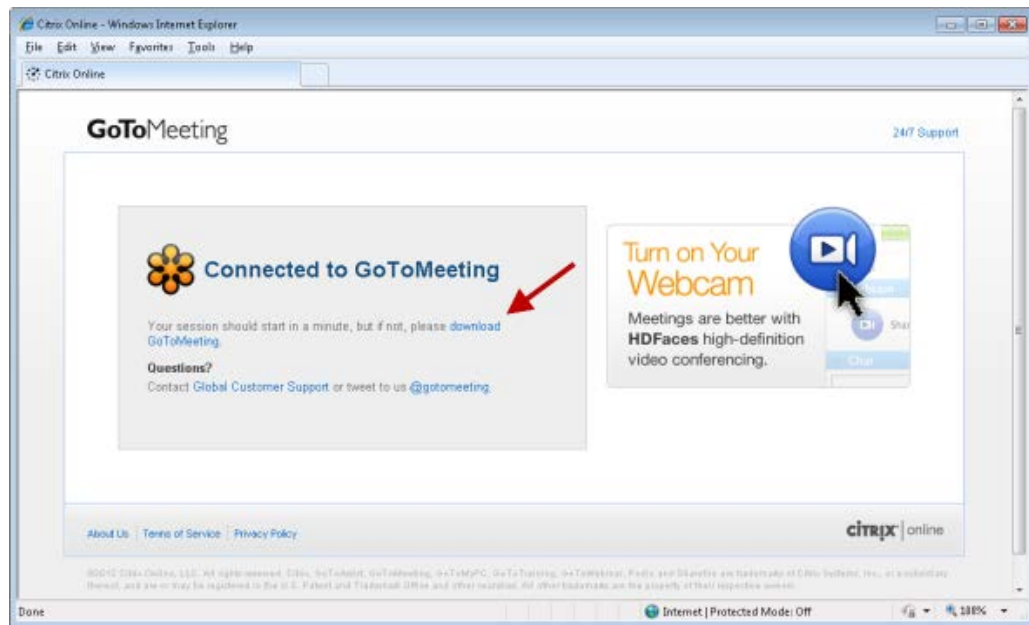 Citrix Online - Windows Internet Explorer
File Edit View Favorites Tools Help
Citrix Online
GoToMeeting
24/7 Support
Connected to GoToMeeting
Your session should start in a minute, but if not, please download
GoToMeeting.
Questions?
Contact Global Customer Support or tweet to us @gotomeeting.
Turn on Your
Webcam
Meetings are better with
HDFaces high-definition
video conferencing.
Chat
About Us Terms of Service Privacy Policy
CITRIX online
Done
Internet | Protected Mode: Off
100%